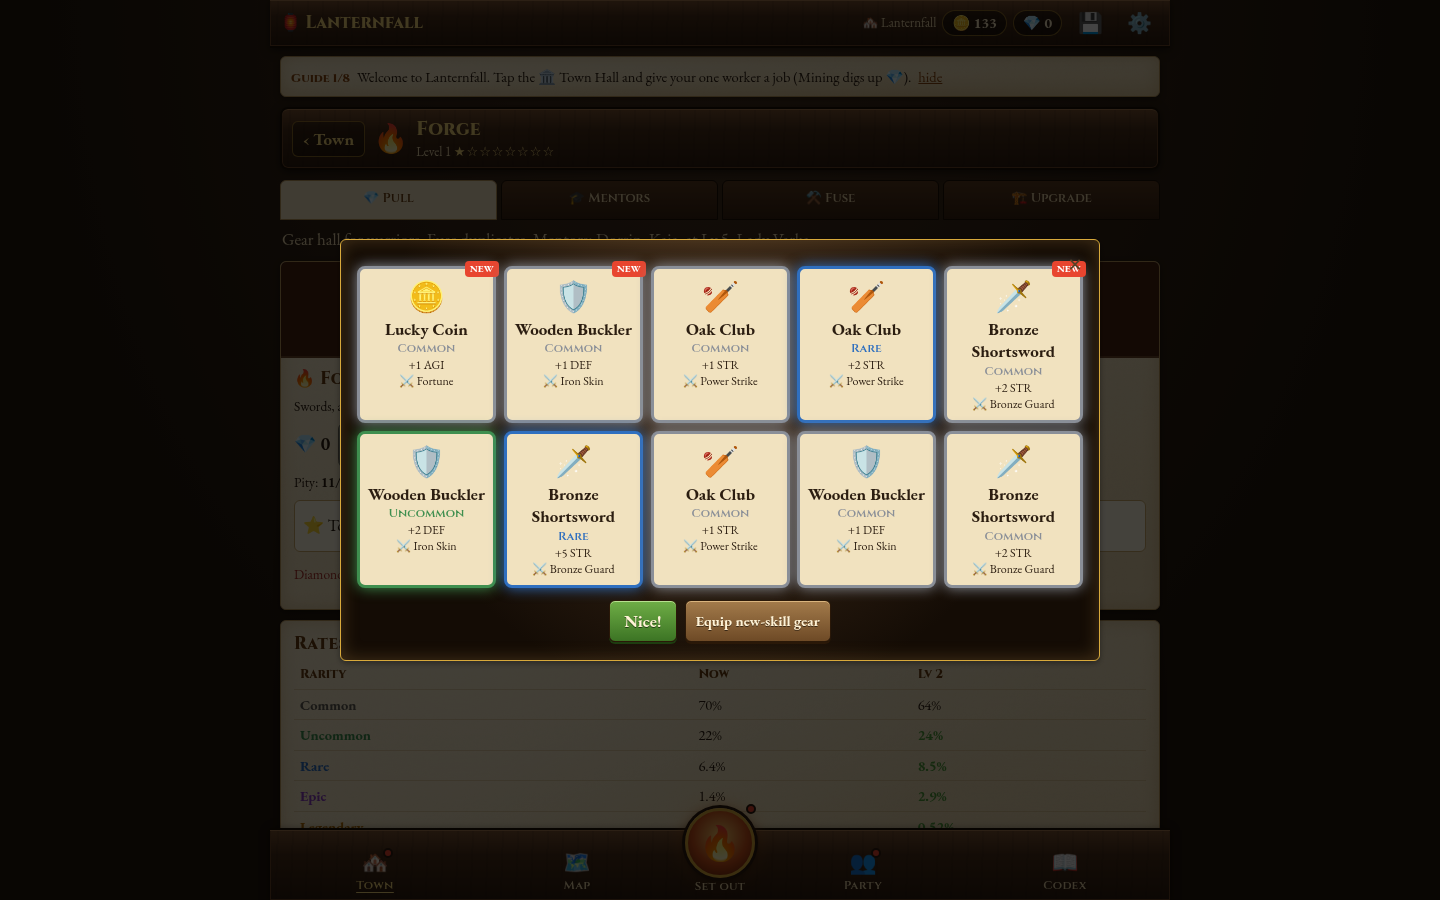 Lanternfall
Lanternfall
133
0
Guide 1/8 Welcome to Lanternfall. Tap the Town Hall and give your one worker a job (Mining digs up ). hide
‹ Town
Forge
Level 1 ★☆☆☆☆☆☆☆
Pull
Mentors
Fuse
Upgrade
Gear hall
NEW
Lucky Coin
Common
+1 AGI
Fortune
NEW
Wooden Buckler
Common
+1 DEF
Iron Skin
Oak Club
Common
+1 STR
Power Strike
Oak Club
Rare
+2 STR
Power Strike
NEW
Bronze
Shortsword
Common
+2 STR
Bronze Guard
Wooden Buckler
Uncommon
+2 DEF
Iron Skin
Bronze
Shortsword
Rare
+5 STR
Bronze Guard
Oak Club
Common
+1 STR
Power Strike
Wooden Buckler
Common
+1 DEF
Iron Skin
Bronze
Shortsword
Common
+2 STR
Bronze Guard
Nice!
Equip new-skill gear
Swords,
0
Pity: 11/
Diamon
Rarity
Now
Lv 2
Common
70%
64%
Uncommon
22%
24%
Rare
6.4%
8.5%
Epic
1.4%
2.9%
Town
Map
Set out
Party
Codex